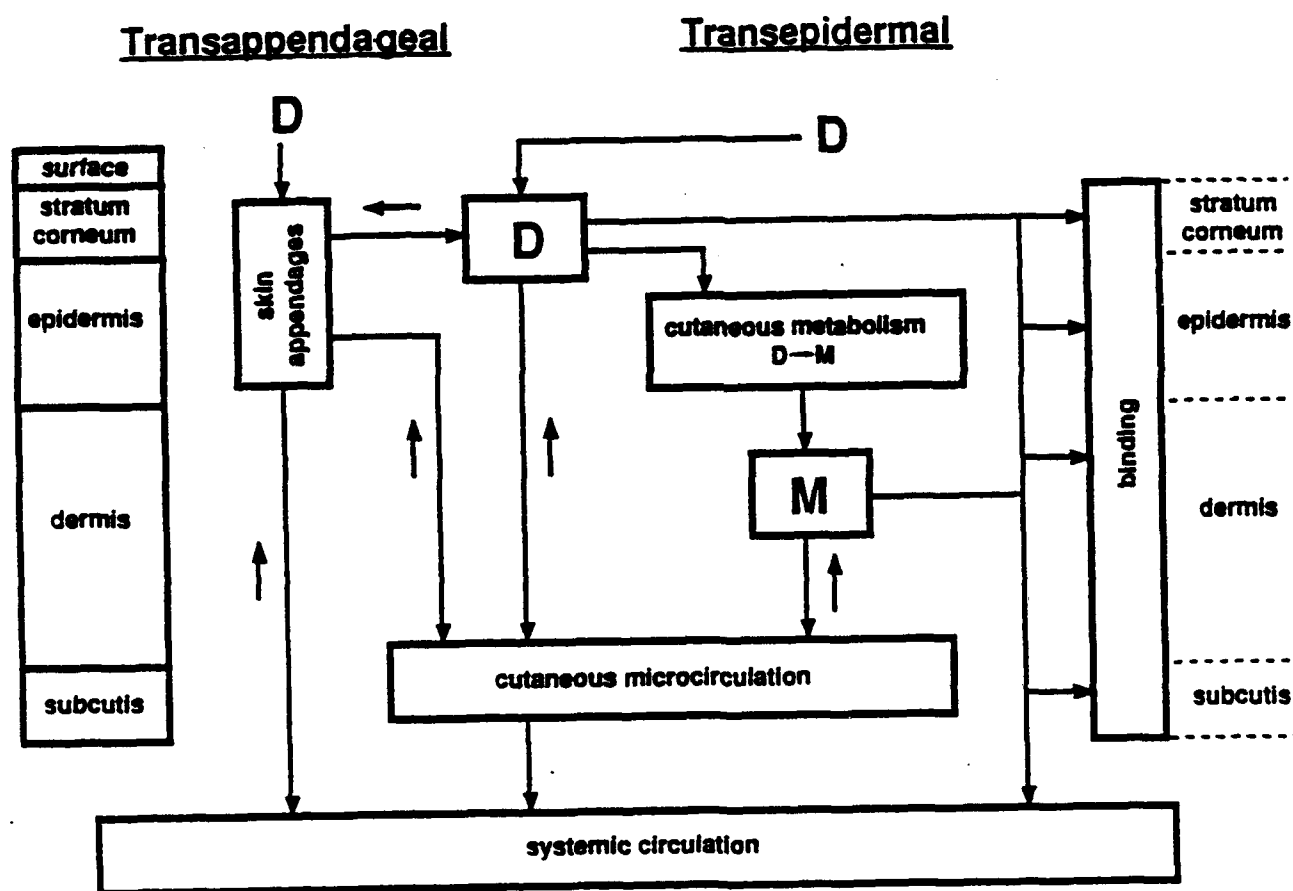 Transappendageal
Transepidermal
D
D
surface
stratum
corneum
epidermis
dermis
subcutis
skin
appendages
D
cutaneous metabolism
D→M
M
cutaneous microcirculation
systemic circulation
binding
stratum
corneum
epidermis
dermis
subcutis